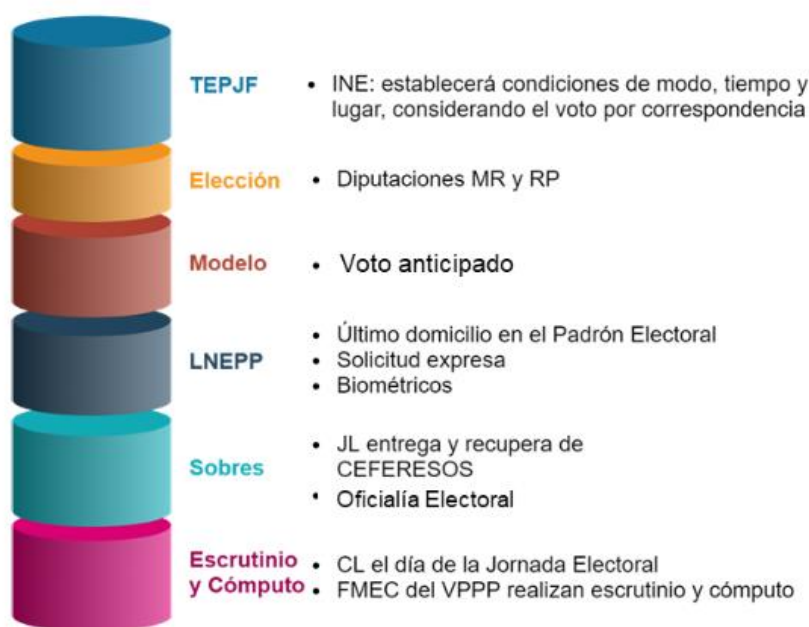 TEPJF
• INE: establecerá condiciones de modo, tiempo y
lugar, considerando el voto por correspondencia
Elección
• Diputaciones MR y RP
Modelo
• Voto anticipado
LNEPP
• Último domicilio en el Padrón Electoral
• Solicitud expresa
• Biométricos
Sobres
• JL entrega y recupera de
CEFERESOS
• Oficialía Electoral
Escrutinio
y Cómputo
• CL el día de la Jornada Electoral
• FMEC del VPPP realizan escrutinio y cómputo